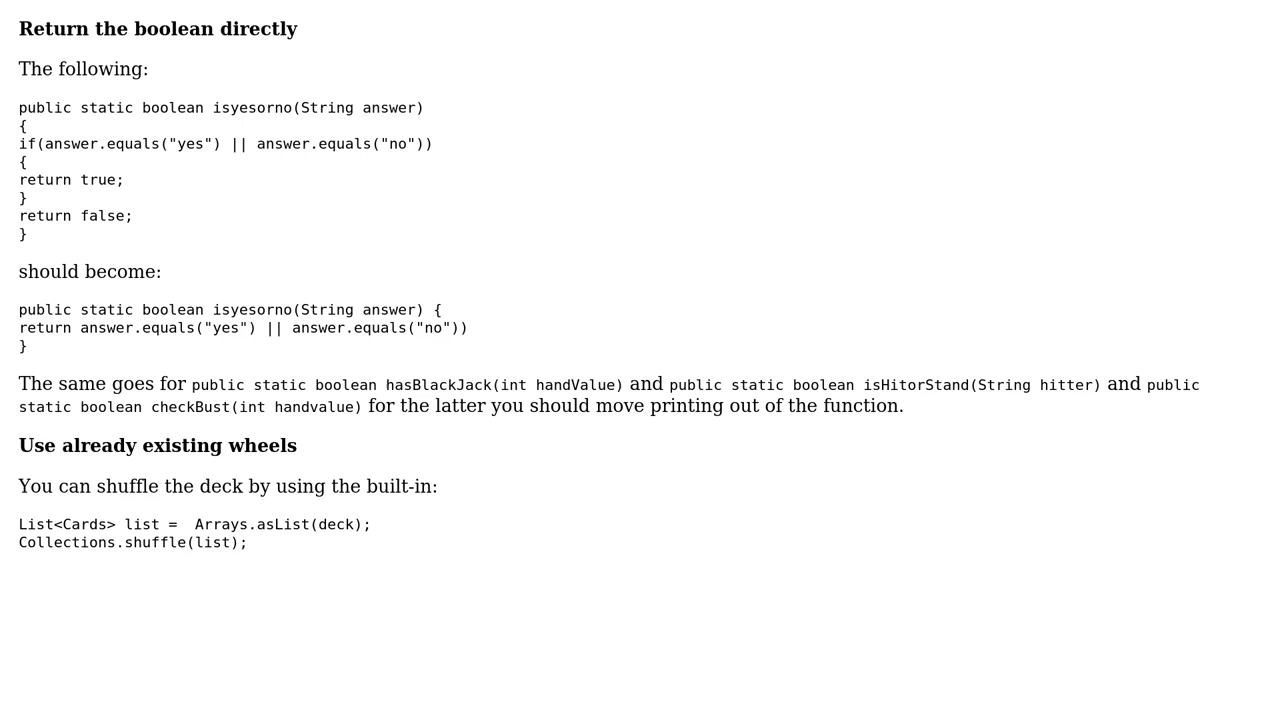 Return the boolean directly
The following:
public static boolean isyesorno(String answer)
{
if(answer.equals("yes") || answer.equals("no"))
{
return true;
}
return false;
}
should become:
public static boolean isyesorno(String answer) {
return answer.equals("yes") || answer.equals("no"))
}
The same goes for public static boolean hasBlackJack(int handValue) and public static boolean isHitorStand(String hitter) and public
static boolean checkBust(int handvalue) for the latter you should move printing out of the function.
Use already existing wheels
You can shuffle the deck by using the built-in:
List<Cards> list =  Arrays.asList(deck);
Collections.shuffle(list);